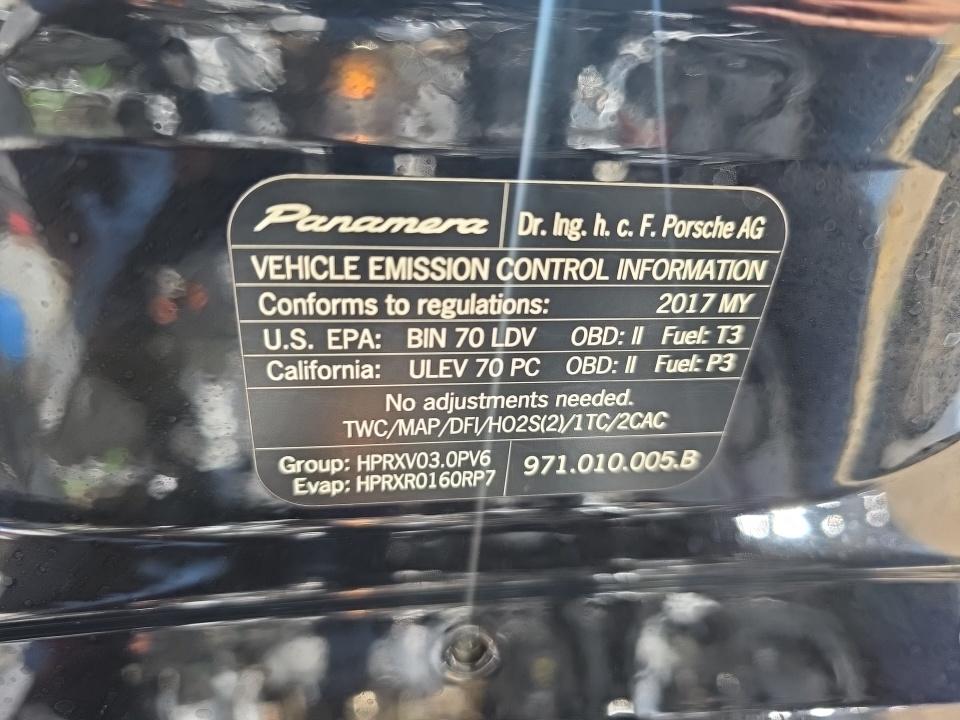 Panamera Dr. Ing. h. c. F. Porsche AG
VEHICLE EMISSION CONTROL INFORMATION
Conforms to regulations: 2017 MY
U.S. EPA: BIN 70 LDV OBD: II Fuel: T3
California: ULEV 70 PC OBD: II Fuel: P3
No adjustments needed.
TWC/MAP/DFI/HO2S(2)/1TC/2CAC
Group: HPRXV03.0PV6
Evap: HPRXR0160RP7
971.010.005.B